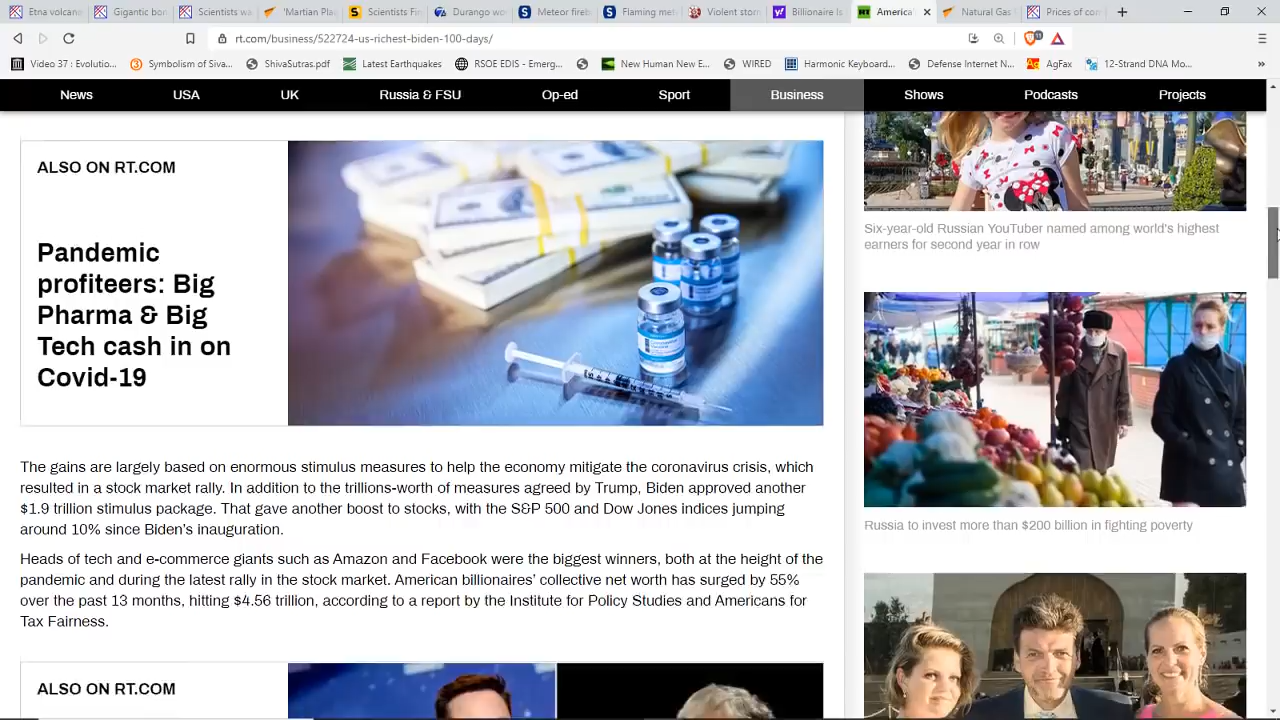 Etna volcan
Gigantic bon
Scientists wa
'Martian Plag
Scientists Fin
Durango wo
Meteor fireb
Flaming met
Violent storm
Billionaire Is
America'
Natural Gas
Prices of com
rt.com/business/522724-us-richest-biden-100-days/
Video 37 : Evolutio...
Symbolism of Siva...
ShivaSutras.pdf
Latest Earthquakes
RSOE EDIS - Emerg...
New Human New E...
WIRED
Harmonic Keyboard...
Defense Internet N...
AgFax
12-Strand DNA Mo...
News
USA
UK
Russia & FSU
Op-ed
Sport
Business
Shows
Podcasts
Projects
ALSO ON RT.COM
Pandemic
profiteers: Big
Pharma & Big
Tech cash in on
Covid-19
The gains are largely based on enormous stimulus measures to help the economy mitigate the coronavirus crisis, which
resulted in a stock market rally. In addition to the trillions-worth of measures agreed by Trump, Biden approved another
$1.9 trillion stimulus package. That gave another boost to stocks, with the S&P 500 and Dow Jones indices jumping
around 10% since Biden's inauguration.
Heads of tech and e-commerce giants such as Amazon and Facebook were the biggest winners, both at the height of the
pandemic and during the latest rally in the stock market. American billionaires' collective net worth has surged by 55%
over the past 13 months, hitting $4.56 trillion, according to a report by the Institute for Policy Studies and Americans for
Tax Fairness.
ALSO ON RT.COM
Six-year-old Russian YouTuber named among world's highest
earners for second year in row
Russia to invest more than $200 billion in fighting poverty